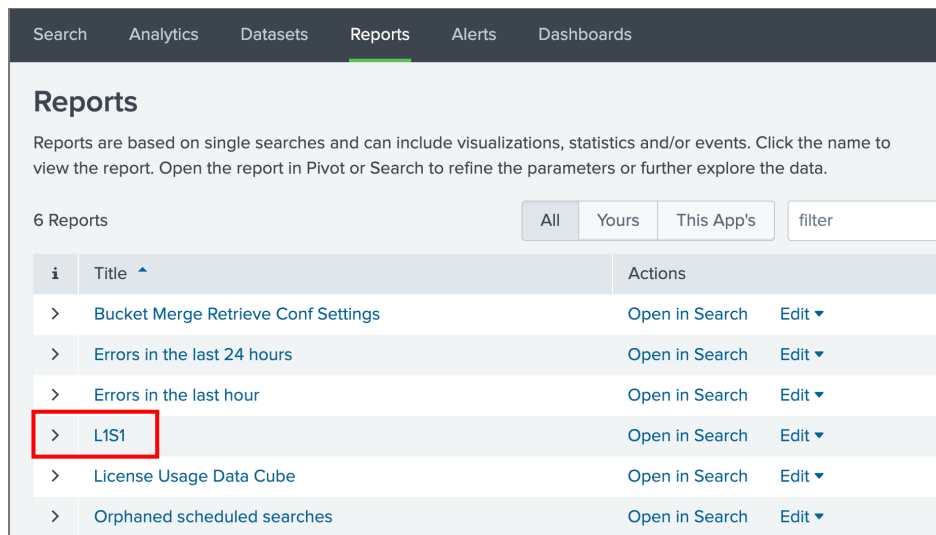 Search Analytics Datasets Reports Alerts Dashboards
Reports
Reports are based on single searches and can include visualizations, statistics and/or events. Click the name to
view the report. Open the report in Pivot or Search to refine the parameters or further explore the data.
6 Reports All Yours This App's filter
i Title Actions
Bucket Merge Retrieve Conf Settings Open in Search Edit
Errors in the last 24 hours Open in Search Edit
Errors in the last hour Open in Search Edit
L1S1 Open in Search Edit
License Usage Data Cube Open in Search Edit
Orphaned scheduled searches Open in Search Edit